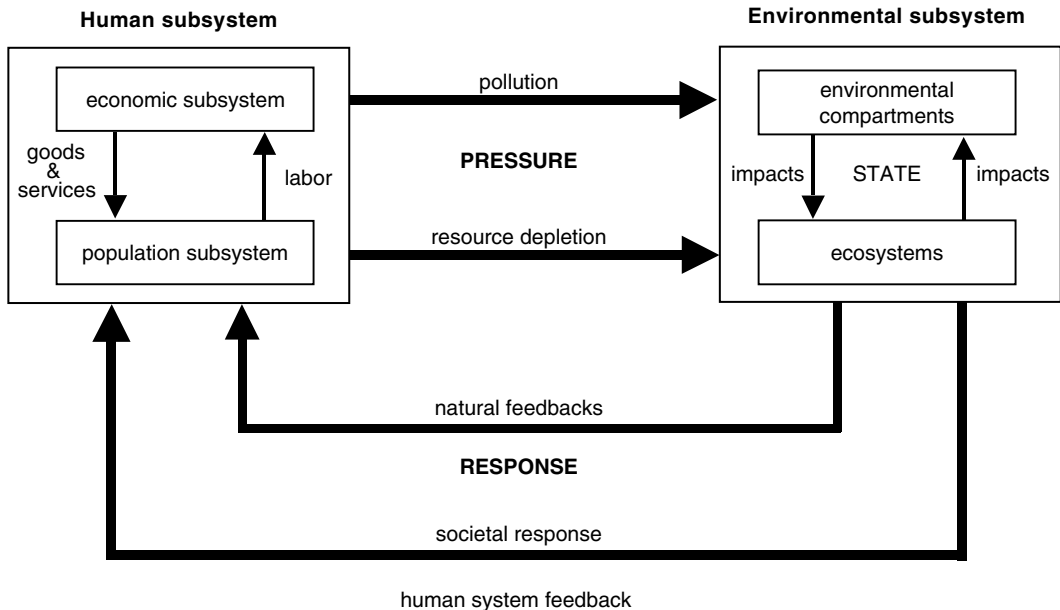 Human subsystem
Environmental subsystem
economic subsystem
goods
&
services
labor
population subsystem
pollution
PRESSURE
resource depletion
environmental
compartments
impacts
STATE
impacts
ecosystems
natural feedbacks
RESPONSE
societal response
human system feedback